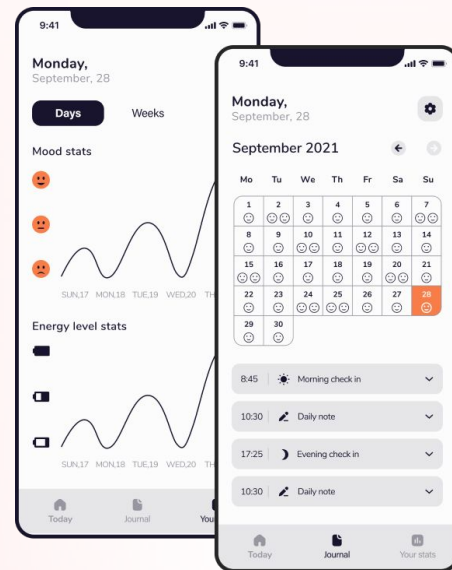 9:41
Monday,
September, 28
Days Weeks
Mood stats
SUN,17 MON,18 TUE,19 WED,20
Energy level stats
SUN,17 MON,18 TUE,19 WED,20
Today Journal
9:41
Monday,
September, 28
September 2021
Mo Tu We Th Fr Sa Su
1 2 3 4 5 6 7
8 9 10 11 12 13 14
15 16 17 18 19 20 21
22 23 24 25 26 27 28
29 30
8:45 Morning check in
10:30 Daily note
17:25 Evening check in
10:30 Daily note
Today Journal Your stats